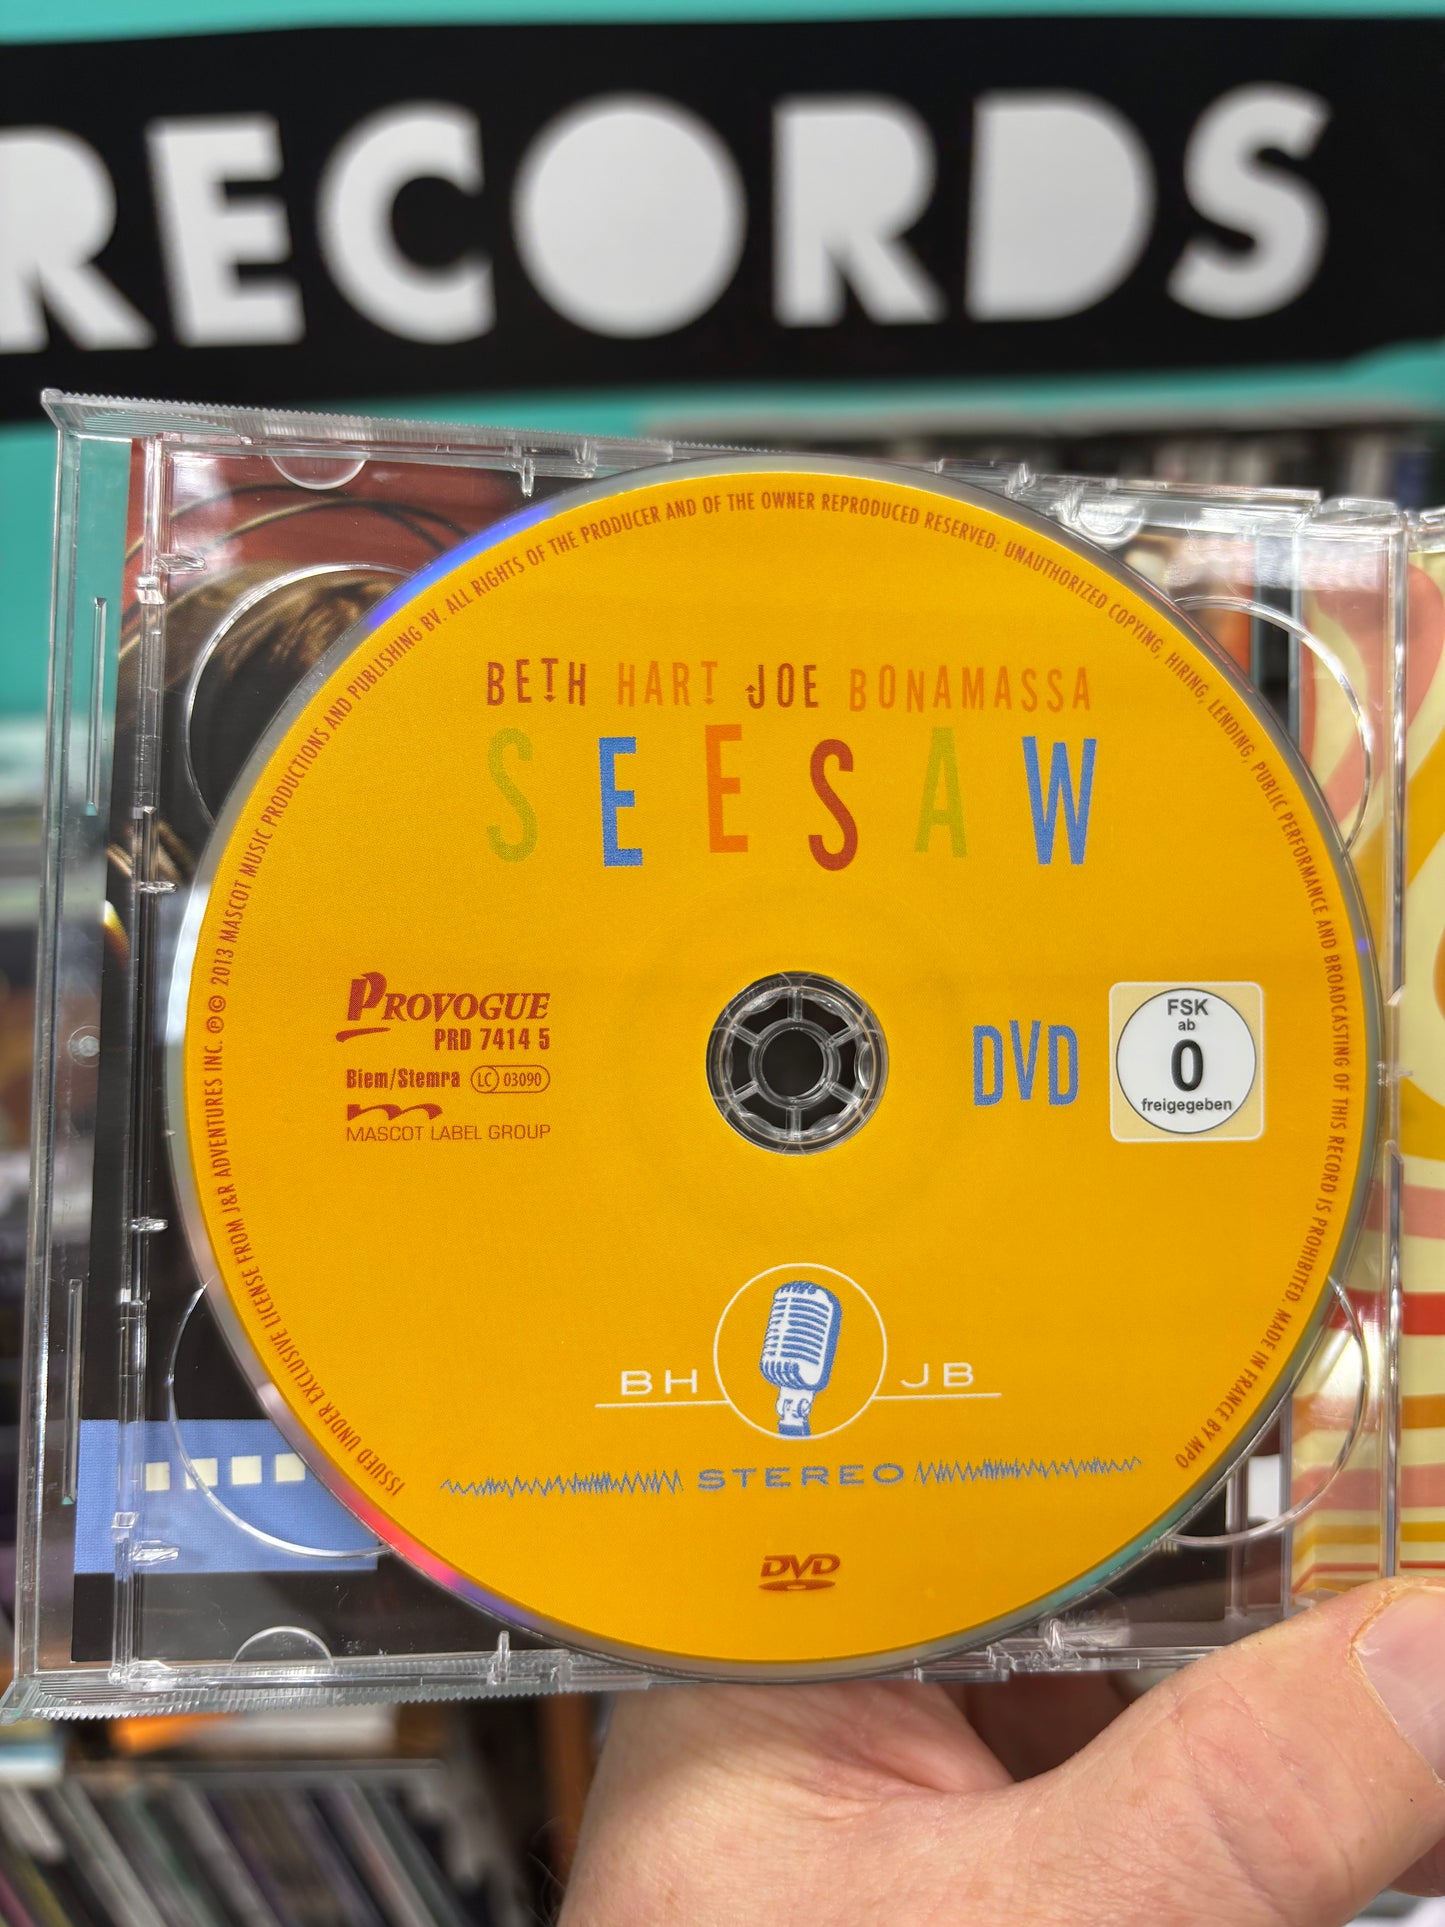 RECORDS
ISSUED UNDER EXCLUSIVE LICENSE FROM J&R ADVENTURES INC. ℗© 2013 MASCOT MUSIC PRODUCTIONS AND PUBLISHING BV. ALL RIGHTS OF THE PRODUCER AND OF THE OWNER REPRODUCED RESERVED. UNAUTHORIZED COPYING, HIRING, LENDING, PUBLIC PERFORMANCE AND BROADCASTING OF THIS RECORD IS PROHIBITED. MADE IN FRANCE BY MPO
BETH HART JOE BONAMASSA
SEESAW
PROVOGUE
PRD 7414 5
Biem/Stemra LC 03090
MASCOT LABEL GROUP
DVD
FSK
ab
0
freigegeben
BH JB
STEREO
DVD